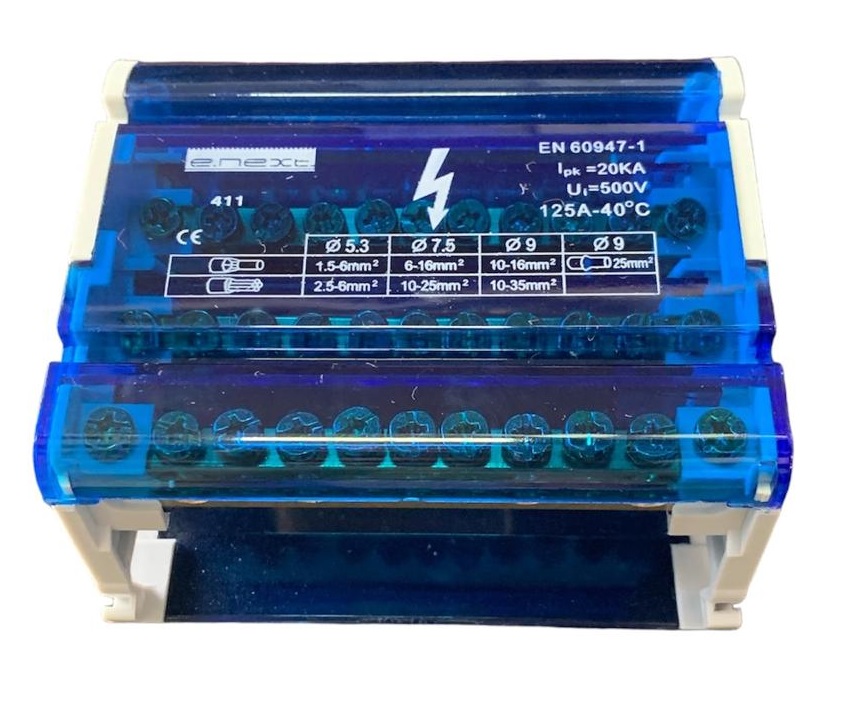 e.next.
EN 60947-1
Ipk =20KA
Ui=500V
125A-40°C
411
CE
Ø 5.3 Ø 7.5 Ø 9 Ø 9
1.5-6mm² 6-16mm² 10-16mm² 25mm²
2.5-6mm² 10-25mm² 10-35mm²